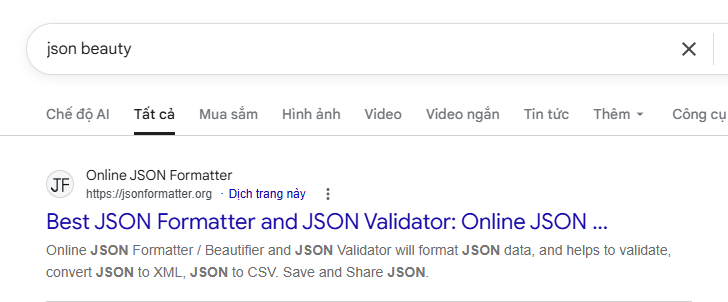 json beauty
Chế độ AI Tất cả Mua sắm Hình ảnh Video Video ngắn Tin tức Thêm Công cụ
JF Online JSON Formatter
https://jsonformatter.org · Dịch trang này
Best JSON Formatter and JSON Validator: Online JSON ...
Online JSON Formatter / Beautifier and JSON Validator will format JSON data, and helps to validate,
convert JSON to XML, JSON to CSV. Save and Share JSON.